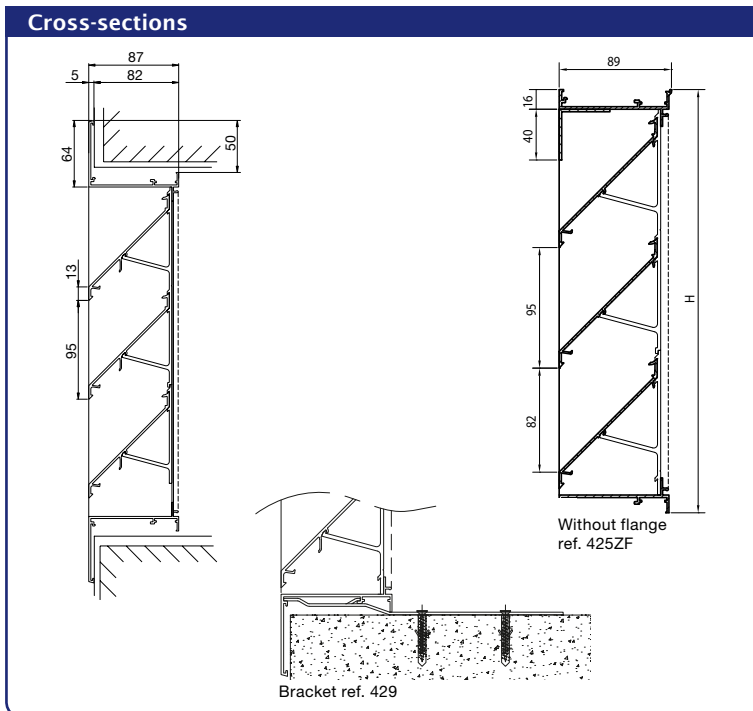 Cross-sections
87
5
82
64
50
13
95
89
16
40
95
82
H
Without flange
ref. 425ZF
Bracket ref. 429